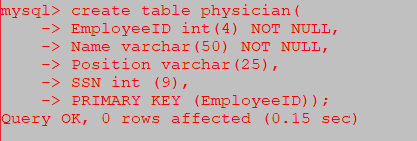 mysql> create table physician(
    -> EmployeeID int(4) NOT NULL,
    -> Name varchar(50) NOT NULL,
    -> Position varchar(25),
    -> SSN int (9),
    -> PRIMARY KEY (EmployeeID));
Query OK, 0 rows affected (0.15 sec)